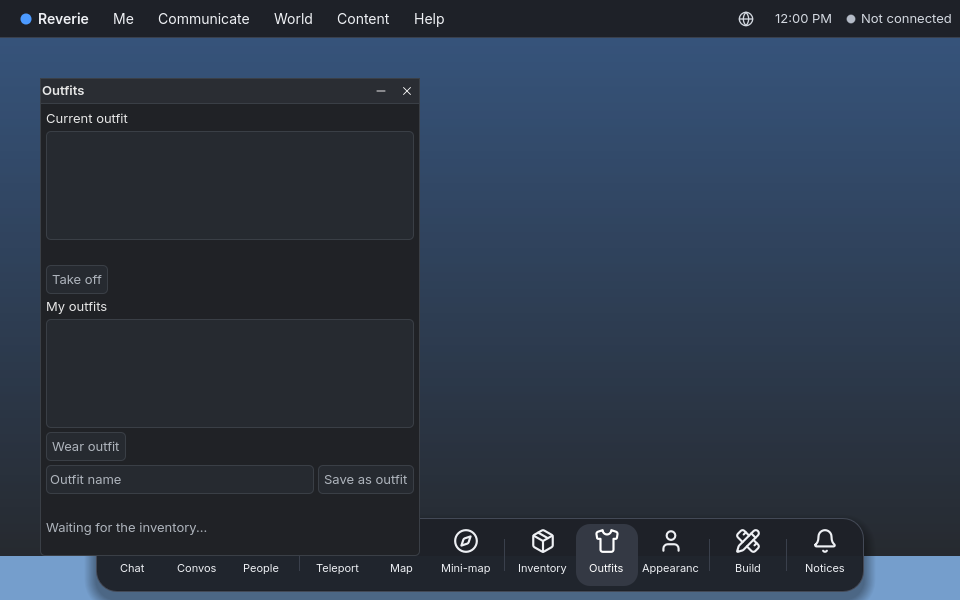 Reverie Me Communicate World Content Help 12:00 PM Not connected
Outfits
Current outfit
Take off
My outfits
Wear outfit
Outfit name Save as outfit
Waiting for the inventory...
Chat Convos People Teleport Map Mini-map Inventory Outfits Appearanc Build Notices